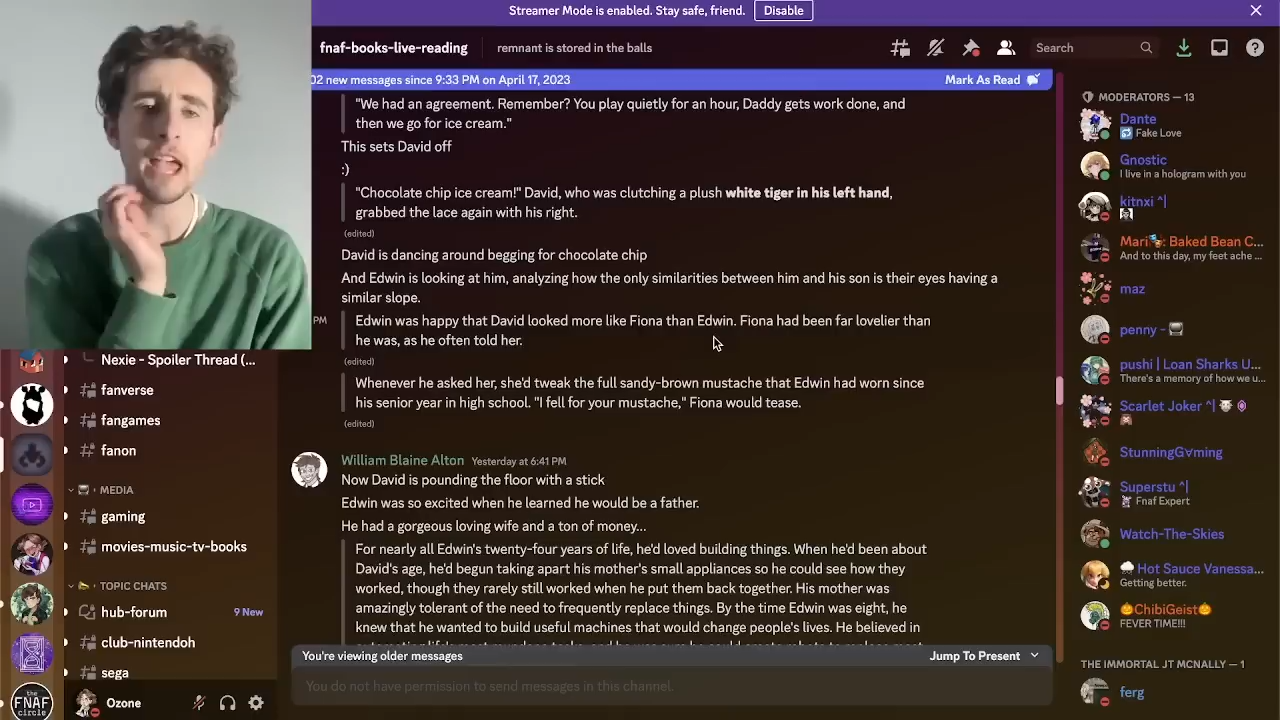 Streamer Mode is enabled. Stay safe, friend. Disable
fnaf-books-live-reading
remnant is stored in the balls
Search
02 new messages since 9:33 PM on April 17, 2023
Mark As Read
"We had an agreement. Remember? You play quietly for an hour, Daddy gets work done, and
then we go for ice cream."
This sets David off
:)
"Chocolate chip ice cream!" David, who was clutching a plush white tiger in his left hand,
grabbed the lace again with his right.
(edited)
David is dancing around begging for chocolate chip
And Edwin is looking at him, analyzing how the only similarities between him and his son is their eyes having a
similar slope.
PM
Edwin was happy that David looked more like Fiona than Edwin. Fiona had been far lovelier than
he was, as he often told her.
(edited)
Whenever he asked her, she'd tweak the full sandy-brown mustache that Edwin had worn since
his senior year in high school. "I fell for your mustache," Fiona would tease.
(edited)
William Blaine Alton Yesterday at 6:41 PM
Now David is pounding the floor with a stick
Edwin was so excited when he learned he would be a father.
He had a gorgeous loving wife and a ton of money...
For nearly all Edwin's twenty-four years of life, he'd loved building things. When he'd been about
David's age, he'd begun taking apart his mother's small appliances so he could see how they
worked, though they rarely still worked when he put them back together. His mother was
amazingly tolerant of the need to frequently replace things. By the time Edwin was eight, he
knew that he wanted to build useful machines that would change people's lives. He believed in
You're viewing older messages
Jump To Present
You do not have permission to send messages in this channel.
Nexie - Spoiler Thread (...
fanverse
fangames
fanon
MEDIA
gaming
movies-music-tv-books
TOPIC CHATS
hub-forum
9 New
club-nintendoh
sega
Ozone
the
FNAF
circle
MODERATORS — 13
Dante
Fake Love
Gnostic
I live in a hologram with you
kitnxi ^|
Mari: Baked Bean C...
And to this day, my feet ache ...
maz
penny -
pushi | Loan Sharks U...
There's a memory of how we u...
Scarlet Joker ^|
StunningG∀ming
Superstu ^|
Fnaf Expert
Watch-The-Skies
Hot Sauce Vanessa...
Getting better.
🎃ChibiGeist🎃
FEVER TIME!!!
THE IMMORTAL JT MCNALLY — 1
ferg